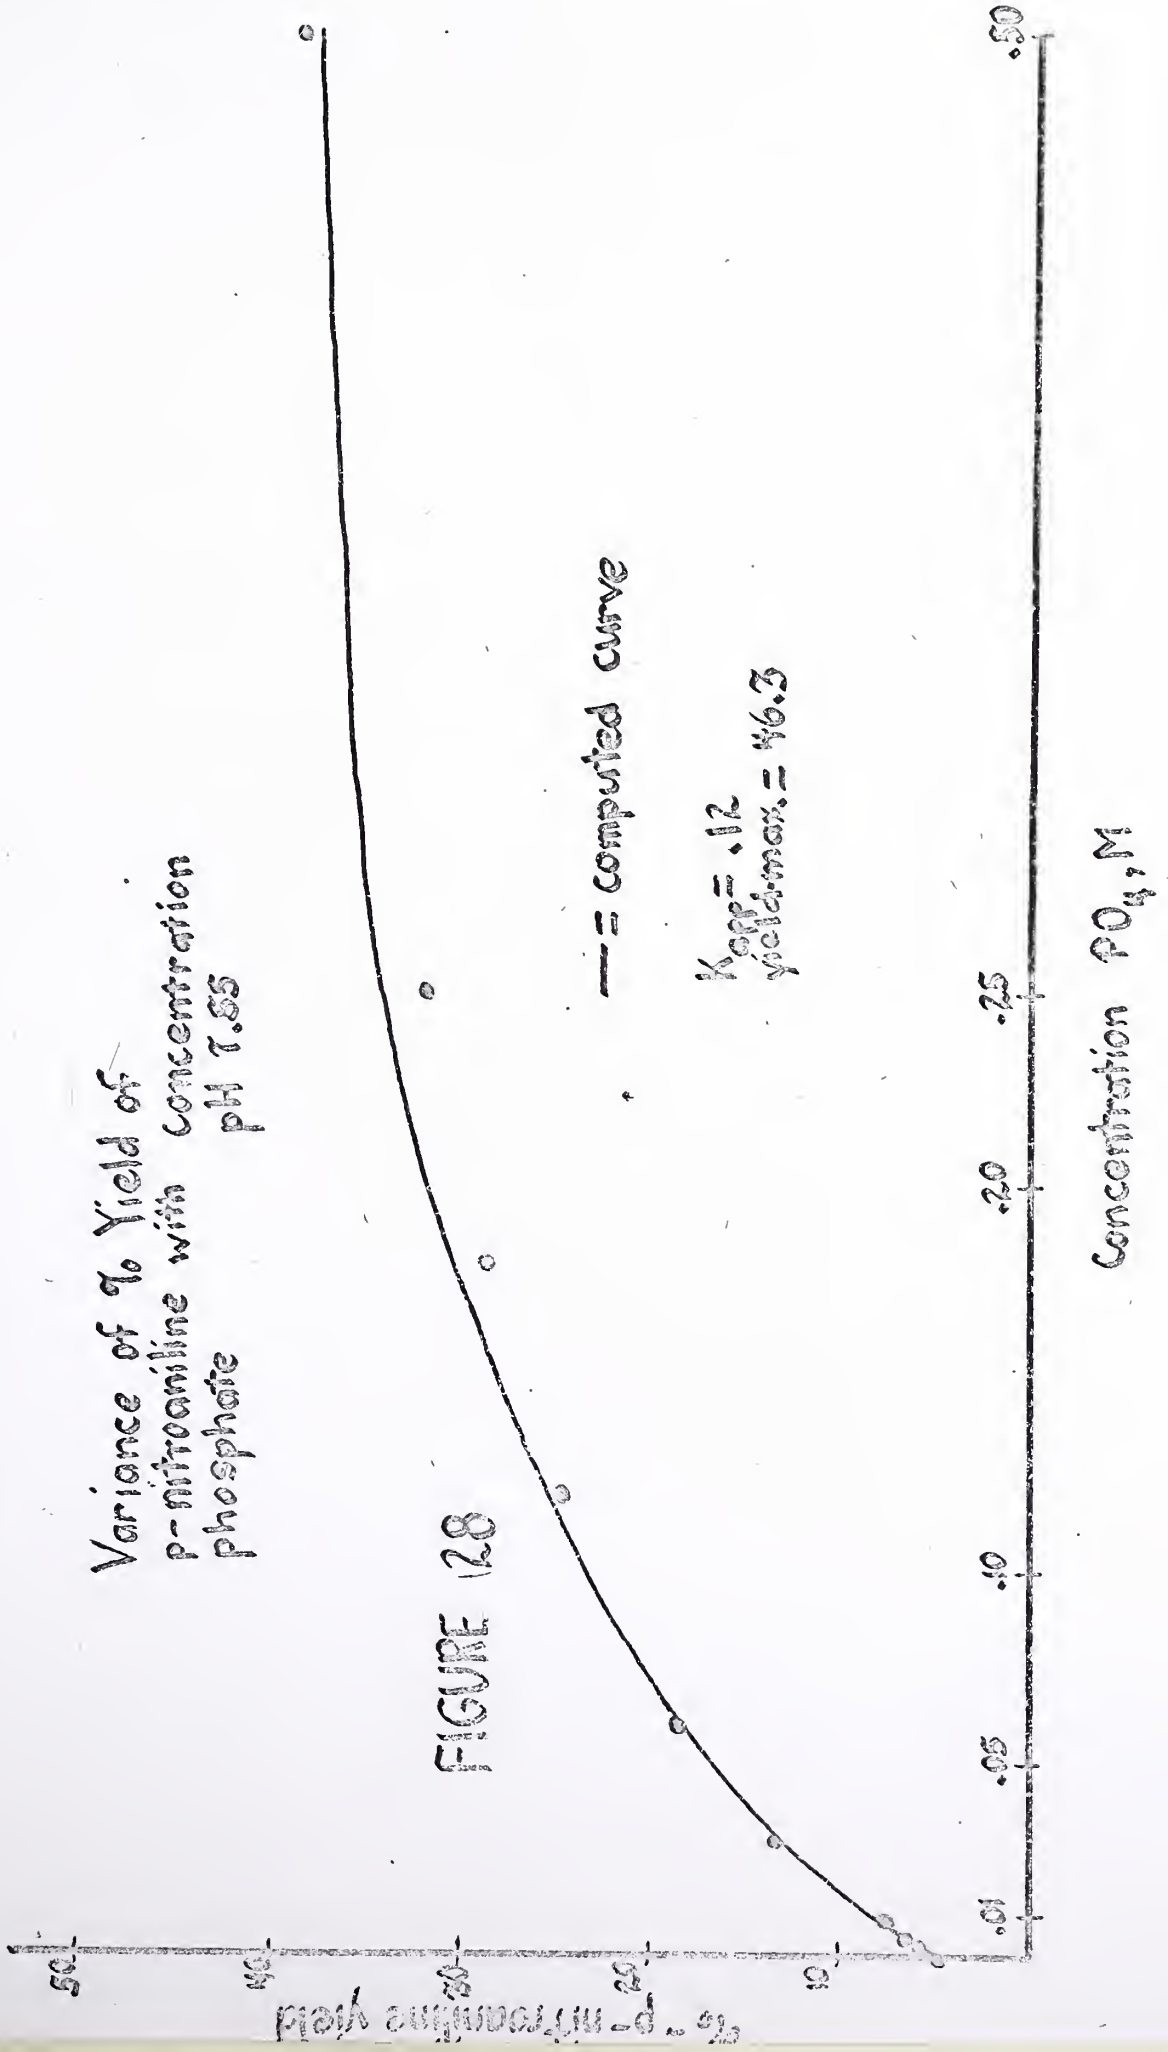 Variance of % Yield of
p-nitroaniline with concentration
phosphate pH 7.85
FIGURE 28
50
40
30
20
10
% - p-nitroaniline yield
— = computed curve
Kapp = .12
yield max. = 46.3
.01
.05
.10
.20
.25
.50
Concentration PO4, M